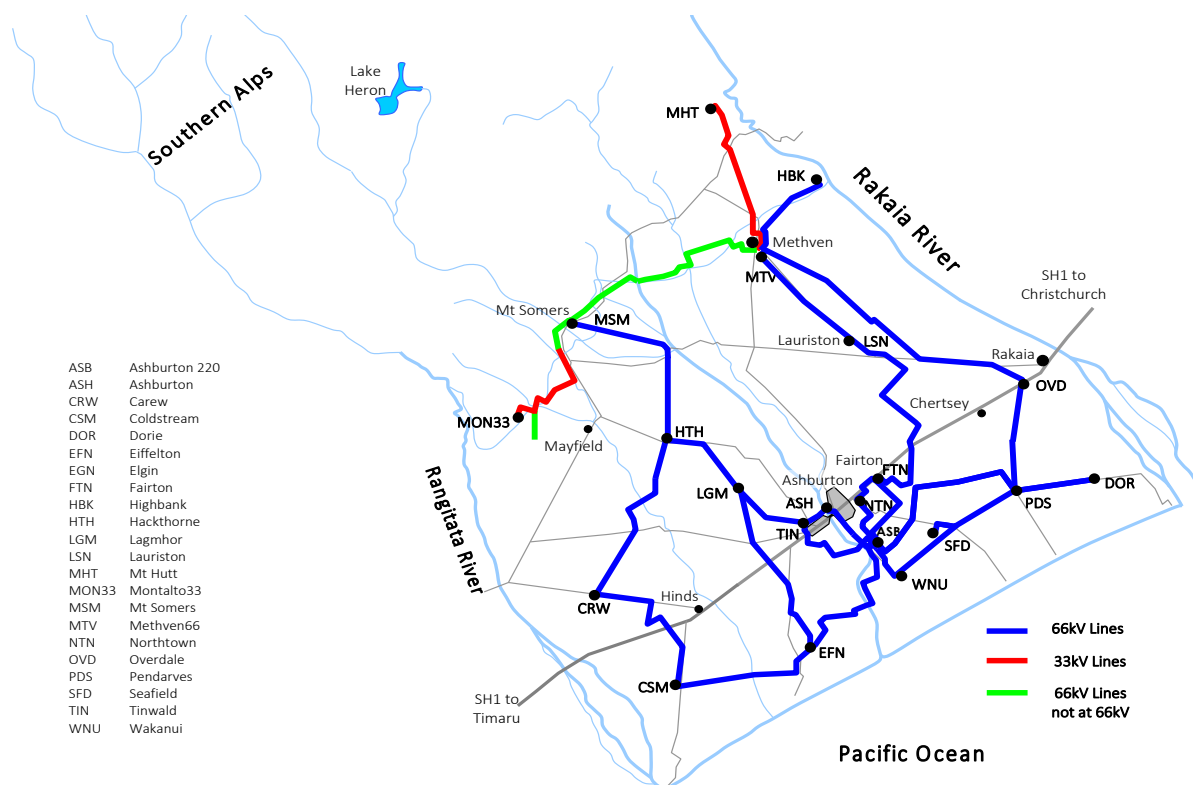 Lake
Heron
Southern Alps
MHT
HBK
Rakaia River
Methven
MTV
SH1 to
Christchurch
Mt Somers
MSM
Lauriston
LSN
Rakaia
OVD
Chertsey
MON33
Mayfield
HTH
Fairton
FTN
Ashburton
LGM
ASH
NTN
TIN
ASB
PDS
DOR
SFD
WNU
Rangitata River
CRW
Hinds
EFN
CSM
SH1 to
Timaru
Pacific Ocean
ASB Ashburton 220
ASH Ashburton
CRW Carew
CSM Coldstream
DOR Dorie
EFN Eiffelton
EGN Elgin
FTN Fairton
HBK Highbank
HTH Hackthorne
LGM Lagmhor
LSN Lauriston
MHT Mt Hutt
MON33 Montalto33
MSM Mt Somers
MTV Methven66
NTN Northtown
OVD Overdale
PDS Pendarves
SFD Seafield
TIN Tinwald
WNU Wakanui
66kV Lines
33kV Lines
66kV Lines
not at 66kV